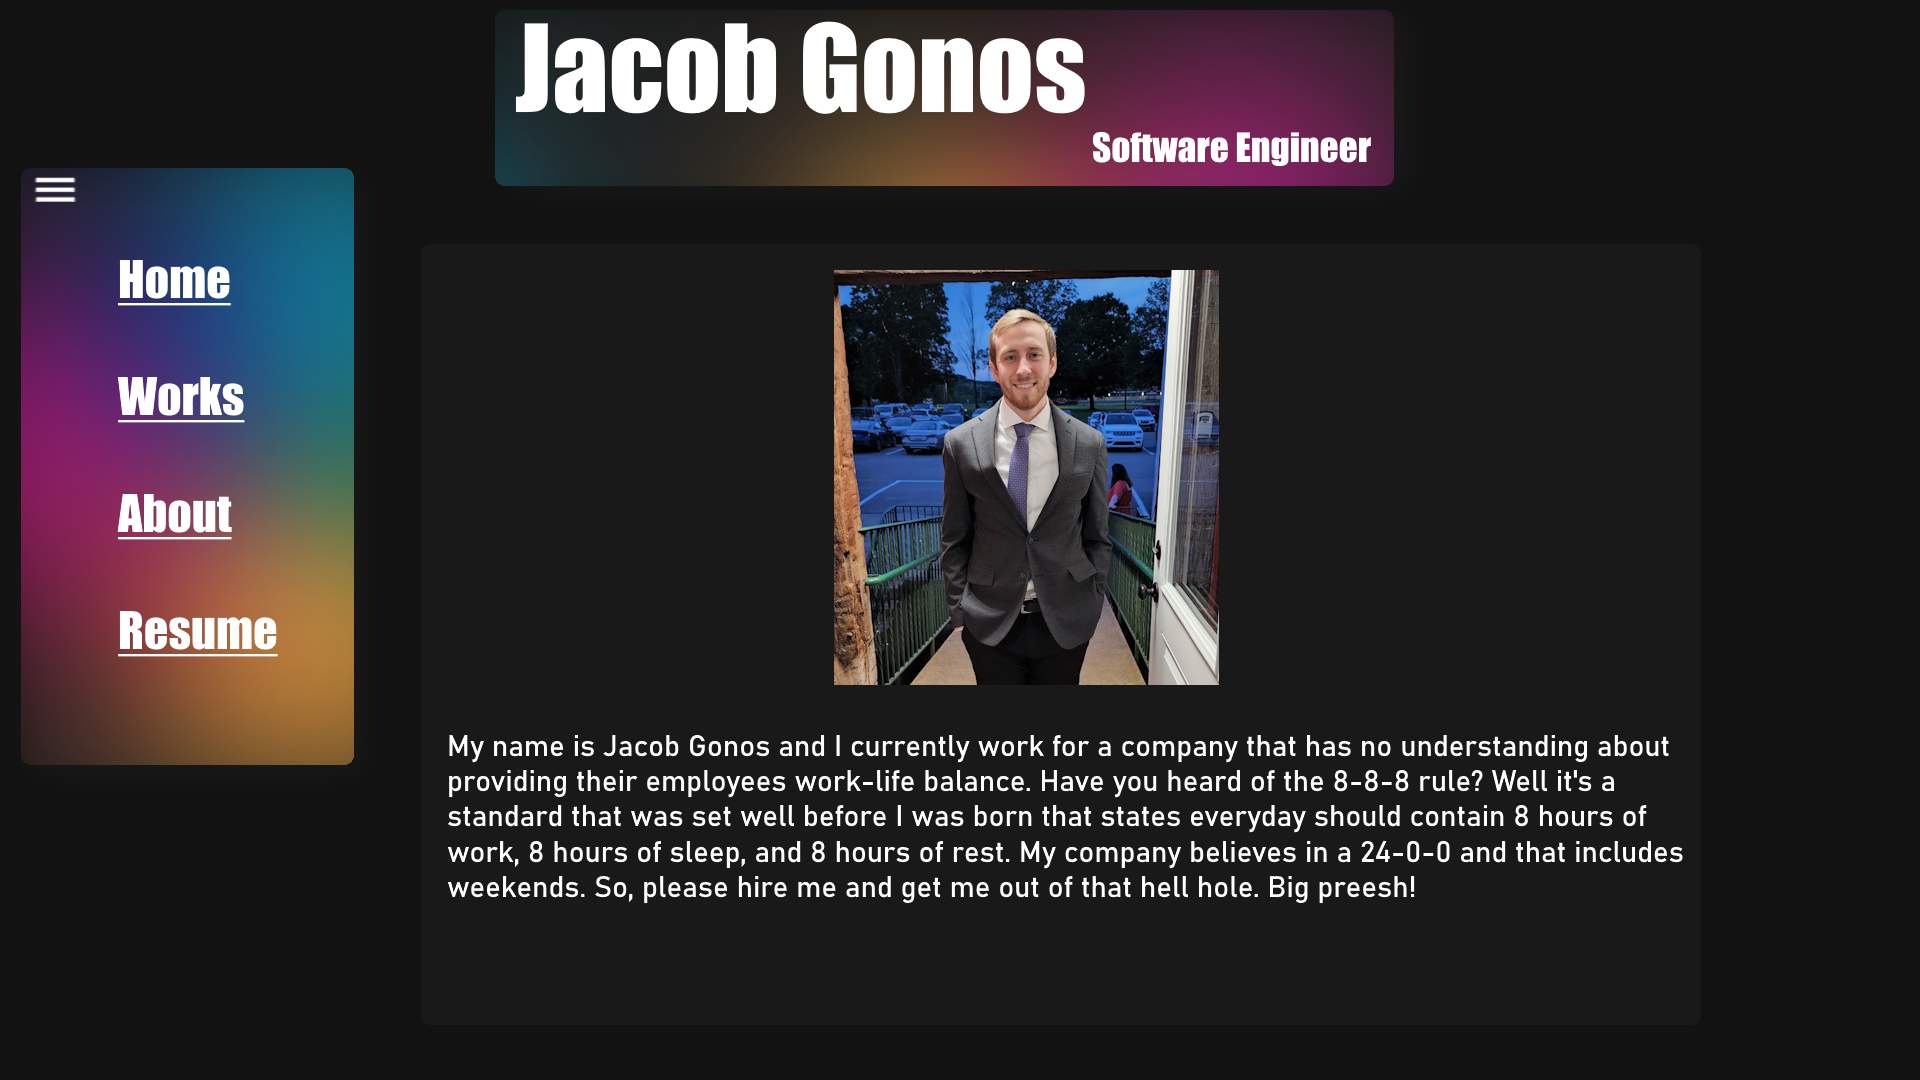 Jacob Gonos
Software Engineer
Home
Works
About
Resume
My name is Jacob Gonos and I currently work for a company that has no understanding about
providing their employees work-life balance. Have you heard of the 8-8-8 rule? Well it's a
standard that was set well before I was born that states everyday should contain 8 hours of
work, 8 hours of sleep, and 8 hours of rest. My company believes in a 24-0-0 and that includes
weekends. So, please hire me and get me out of that hell hole. Big preesh!